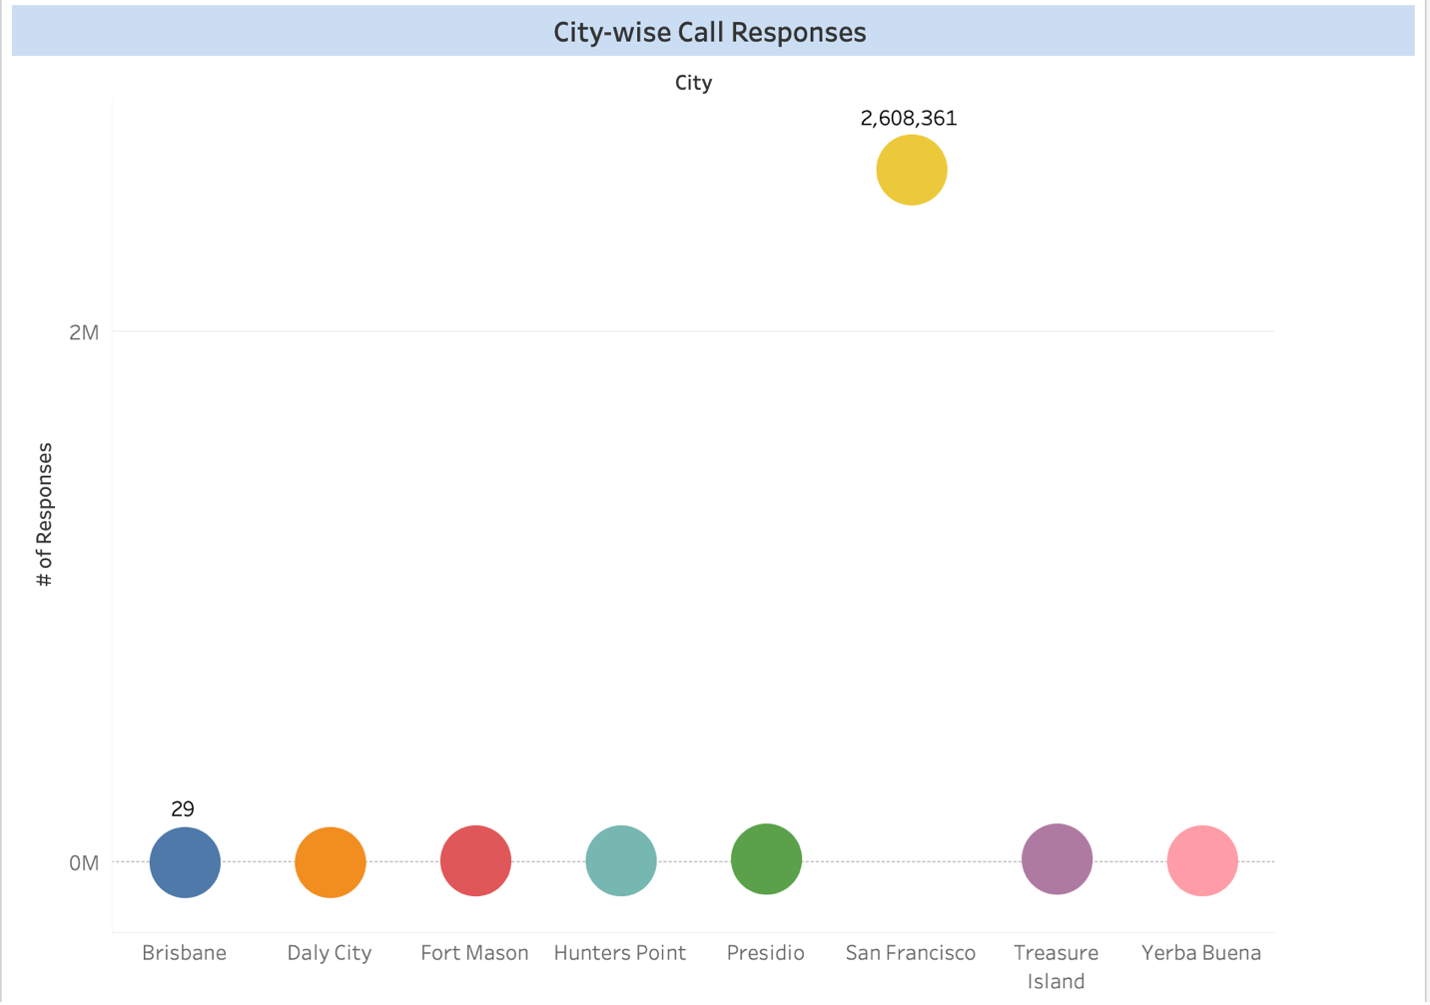 City-wise Call Responses
City
2,608,361
2M
# of Responses
29
0M
Brisbane
Daly City
Fort Mason
Hunters Point
Presidio
San Francisco
Treasure
Island
Yerba Buena